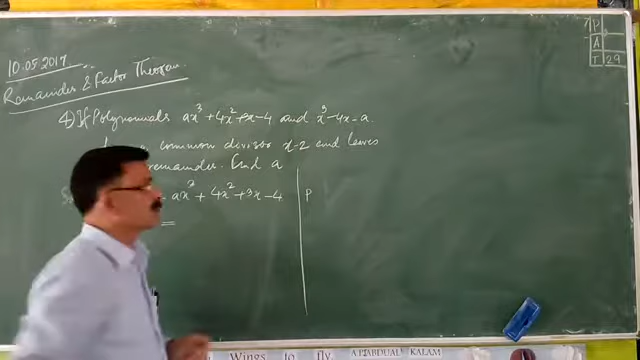 10.05.2017
Remainder & Factor Theorem
P
A
T 29
4) If Polynomials ax³ + 4x² + 3x - 4 and x³ - 4x - a
common divisor x-2 and leaves
remainder. Find a
ax³ + 4x² + 3x - 4 P
=
Wings to fly A.P.J ABDUAL KALAM